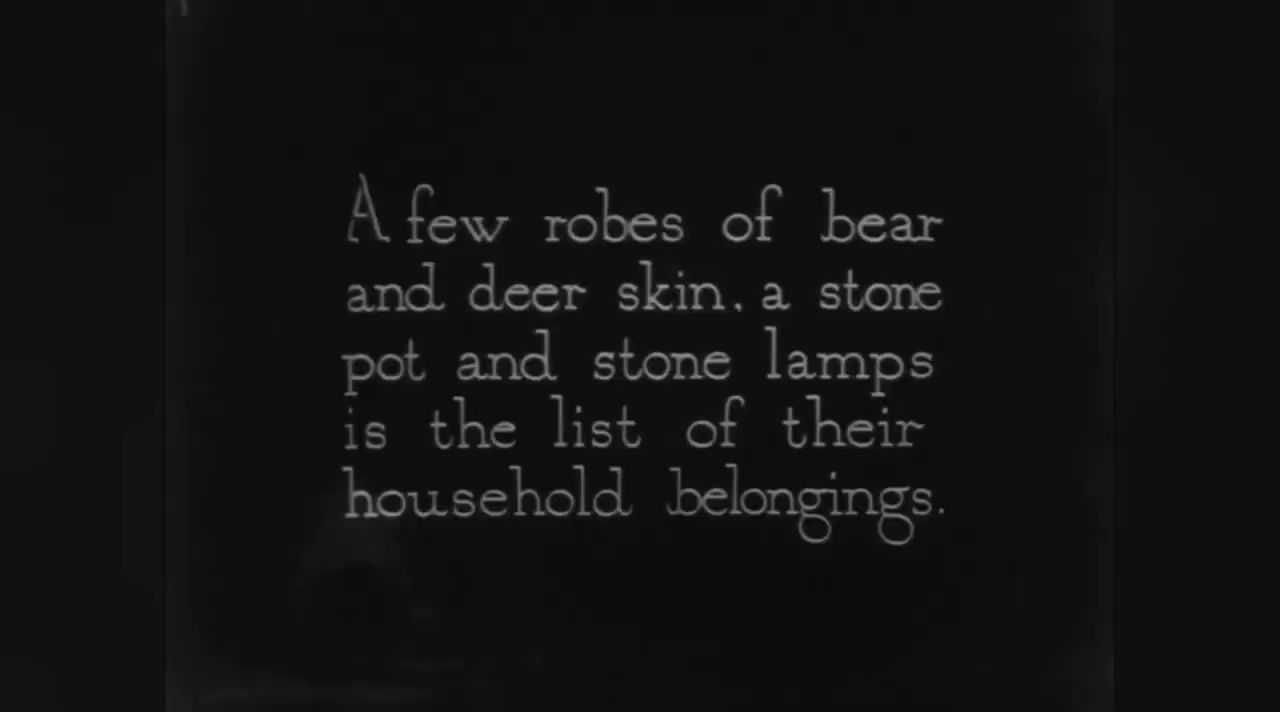 A few robes of bear
and deer skin, a stone
pot and stone lamps
is the list of their
household belongings.